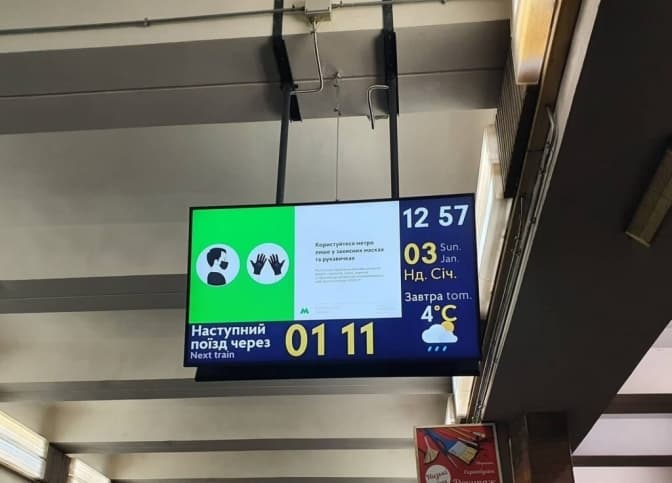 12 57
Користуйтеся метро
лише у захисних масках
та рукавичках
03 Sun.
Jan.
Нд. Січ.
Завтра tom.
4°C
Наступний
поїзд через
Next train
01 11